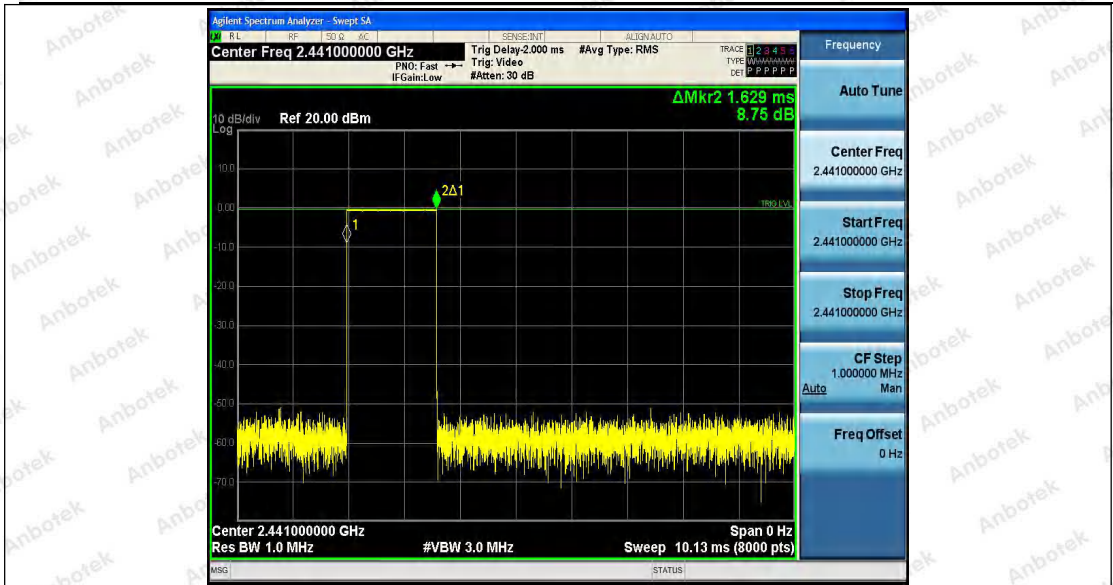 Agilent Spectrum Analyzer - Swept SA
RL RF 50 Ω AC SENSE:INT ALIGN AUTO
Center Freq 2.441000000 GHz
PNO: Fast
IFGain:Low
Trig Delay-2.000 ms
Trig: Video
#Atten: 30 dB
#Avg Type: RMS
TRACE 1 2 3 4 5 6
TYPE
DET P P P P P P
ΔMkr2 1.629 ms
8.75 dB
10 dB/div Ref 20.00 dBm
Log
10.0
0.00
-10.0
-20.0
-30.0
-40.0
-50.0
-60.0
-70.0
2Δ1
1
TRIG LVL
Center 2.441000000 GHz Span 0 Hz
Res BW 1.0 MHz #VBW 3.0 MHz Sweep 10.13 ms (8000 pts)
MSG STATUS
Frequency
Auto Tune
Center Freq
2.441000000 GHz
Start Freq
2.441000000 GHz
Stop Freq
2.441000000 GHz
CF Step
1.000000 MHz
Auto Man
Freq Offset
0 Hz
Anbotek